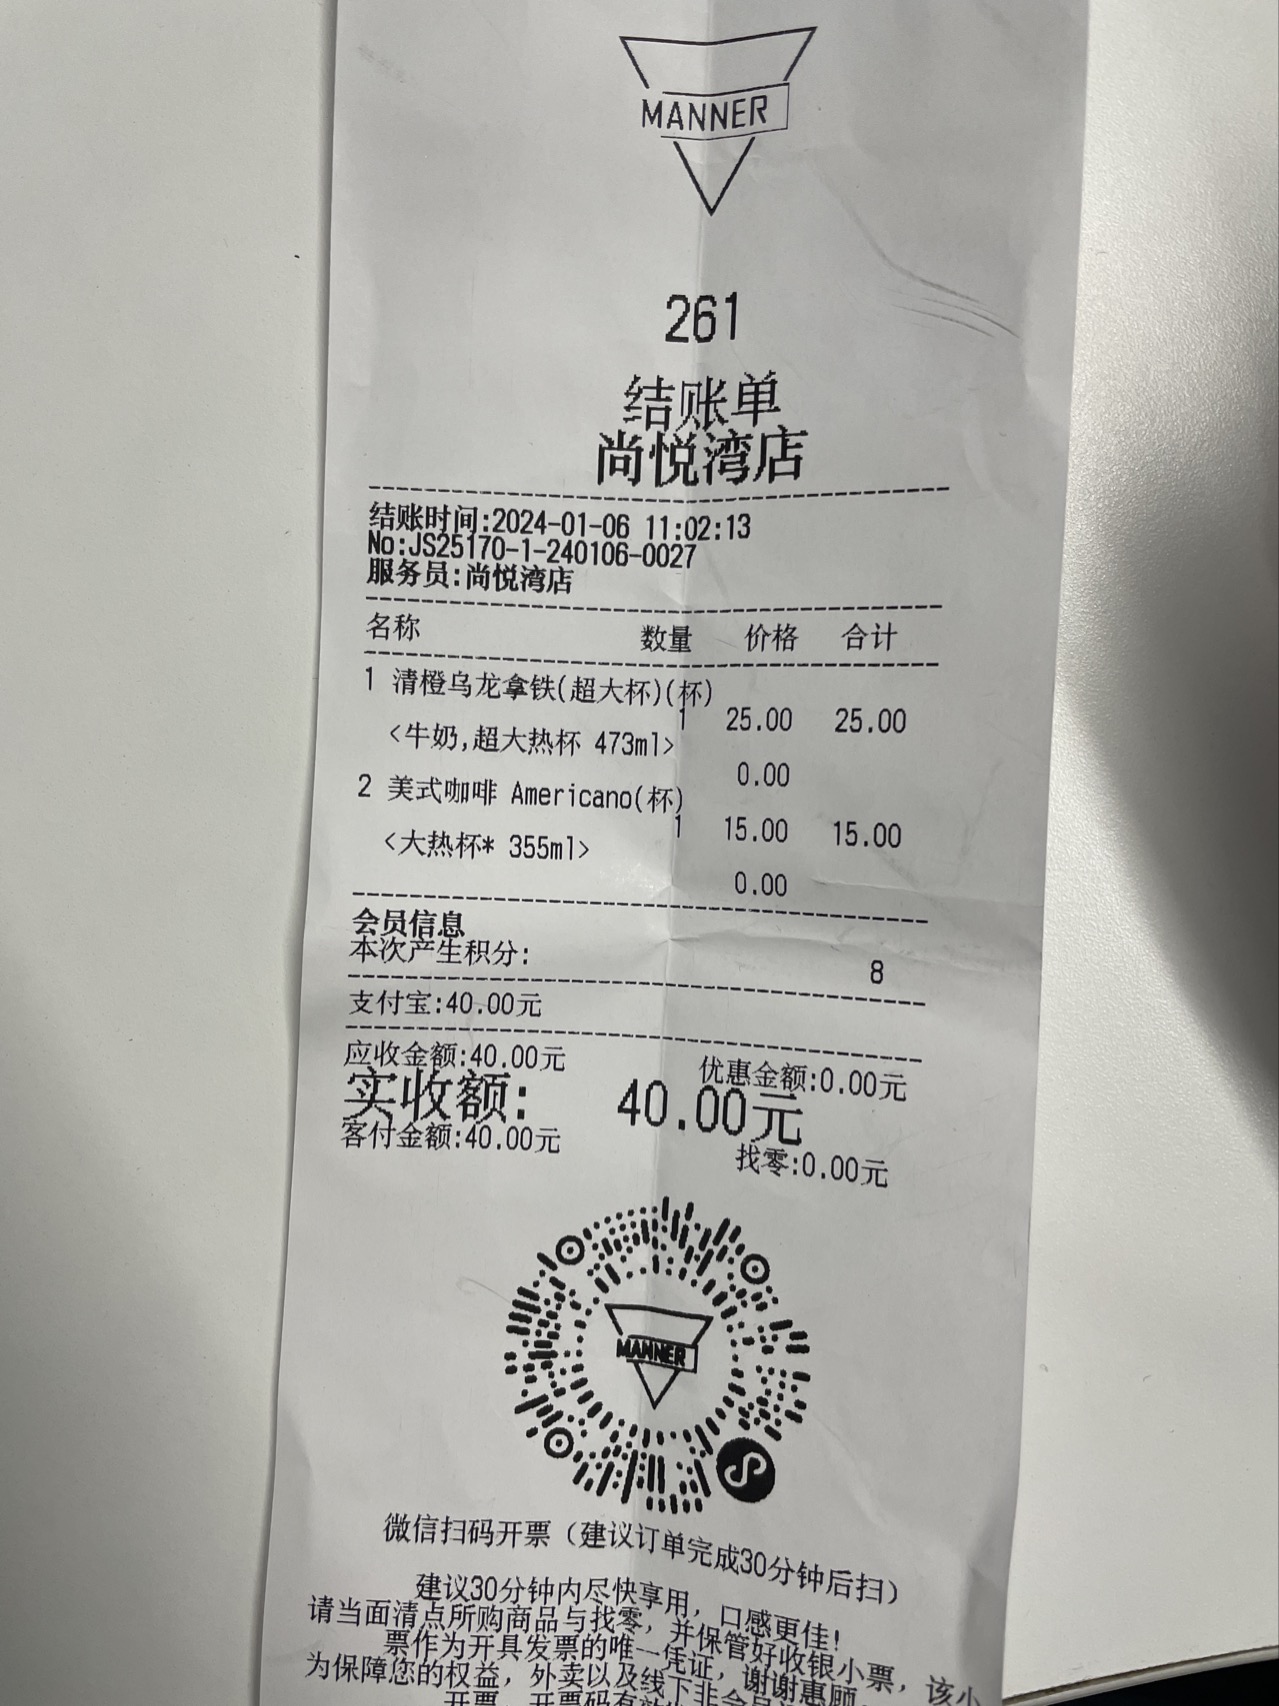 MANNER
261
结账单
尚悦湾店
结账时间:2024-01-06 11:02:13
No:JS25170-1-240106-0027
服务员:尚悦湾店
名称 数量 价格 合计
1 清橙乌龙拿铁(超大杯)(杯)
1 25.00 25.00
<牛奶,超大热杯 473ml>
0.00
2 美式咖啡 Americano(杯)
1 15.00 15.00
<大热杯* 355ml>
0.00
会员信息
本次产生积分: 8
支付宝:40.00元
应收金额:40.00元 优惠金额:0.00元
实收额: 40.00元
客付金额:40.00元 找零:0.00元
MANNER
微信扫码开票（建议订单完成30分钟后扫）
建议30分钟内尽快享用，口感更佳!
请当面清点所购商品与找零，并保管好收银小票，该小
票作为开具发票的唯一凭证，谢谢惠顾。
为保障您的权益，外卖以及线下非会员
开票，开票码有效